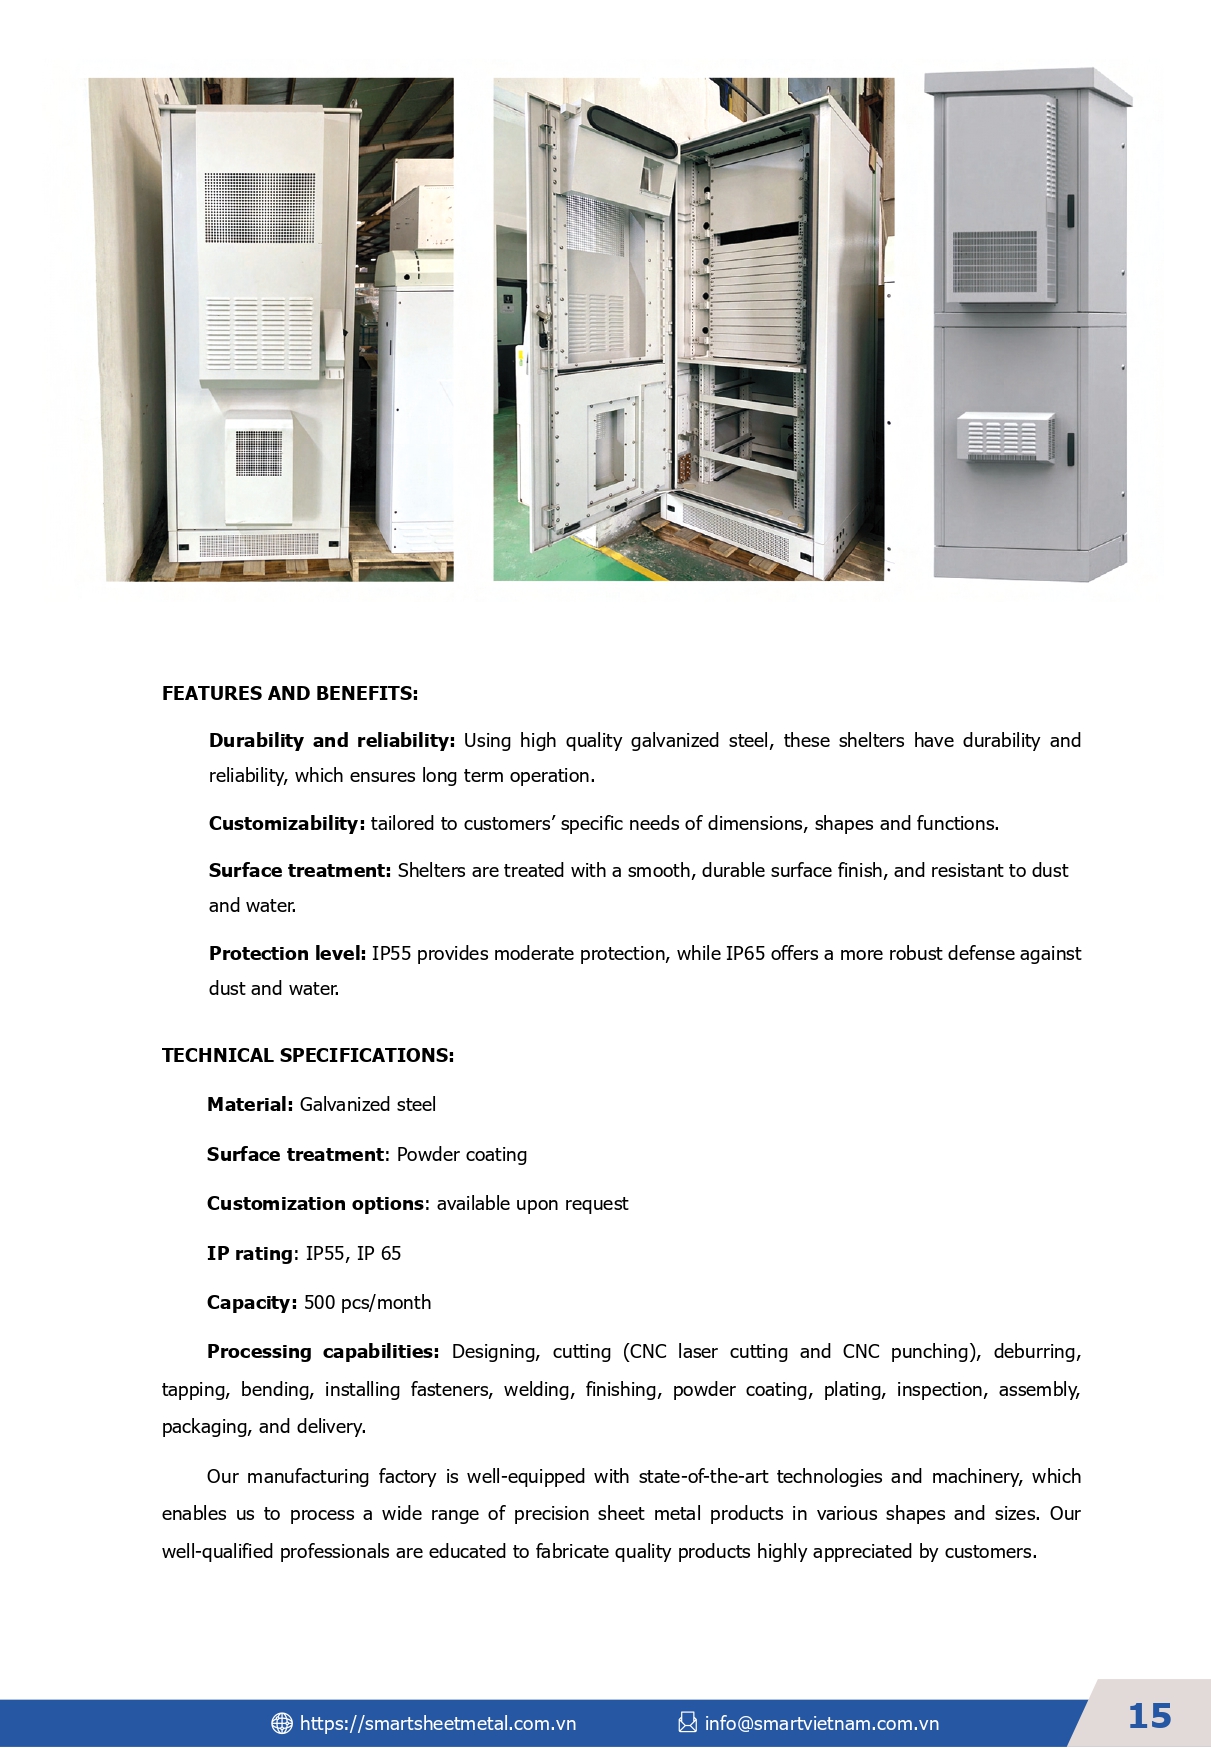 FEATURES AND BENEFITS:
Durability and reliability: Using high quality galvanized steel, these shelters have durability and
reliability, which ensures long term operation.
Customizability: tailored to customers’ specific needs of dimensions, shapes and functions.
Surface treatment: Shelters are treated with a smooth, durable surface finish, and resistant to dust
and water.
Protection level: IP55 provides moderate protection, while IP65 offers a more robust defense against
dust and water.
TECHNICAL SPECIFICATIONS:
Material: Galvanized steel
Surface treatment: Powder coating
Customization options: available upon request
IP rating: IP55, IP 65
Capacity: 500 pcs/month
Processing capabilities: Designing, cutting (CNC laser cutting and CNC punching), deburring,
tapping, bending, installing fasteners, welding, finishing, powder coating, plating, inspection, assembly,
packaging, and delivery.
Our manufacturing factory is well-equipped with state-of-the-art technologies and machinery, which
enables us to process a wide range of precision sheet metal products in various shapes and sizes. Our
well-qualified professionals are educated to fabricate quality products highly appreciated by customers.
https://smartsheetmetal.com.vn
info@smartvietnam.com.vn
15